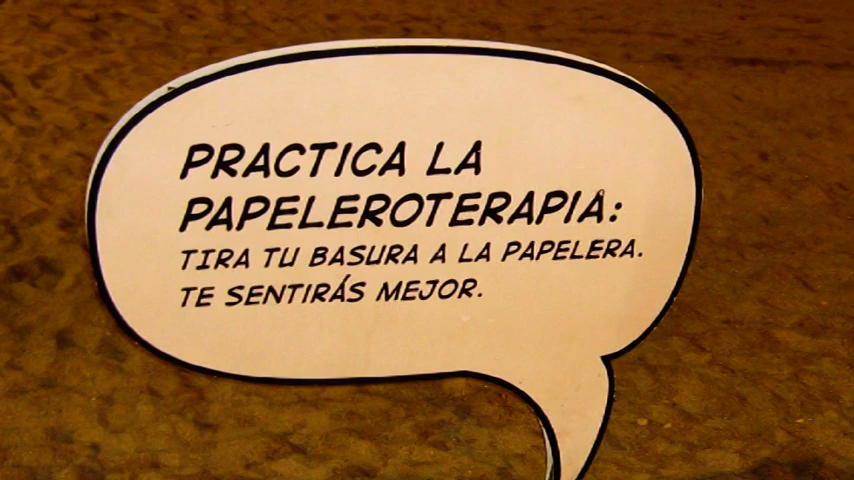 PRACTICA LA
PAPELEROTERAPIA:
TIRA TU BASURA A LA PAPELERA.
TE SENTIRÁS MEJOR.